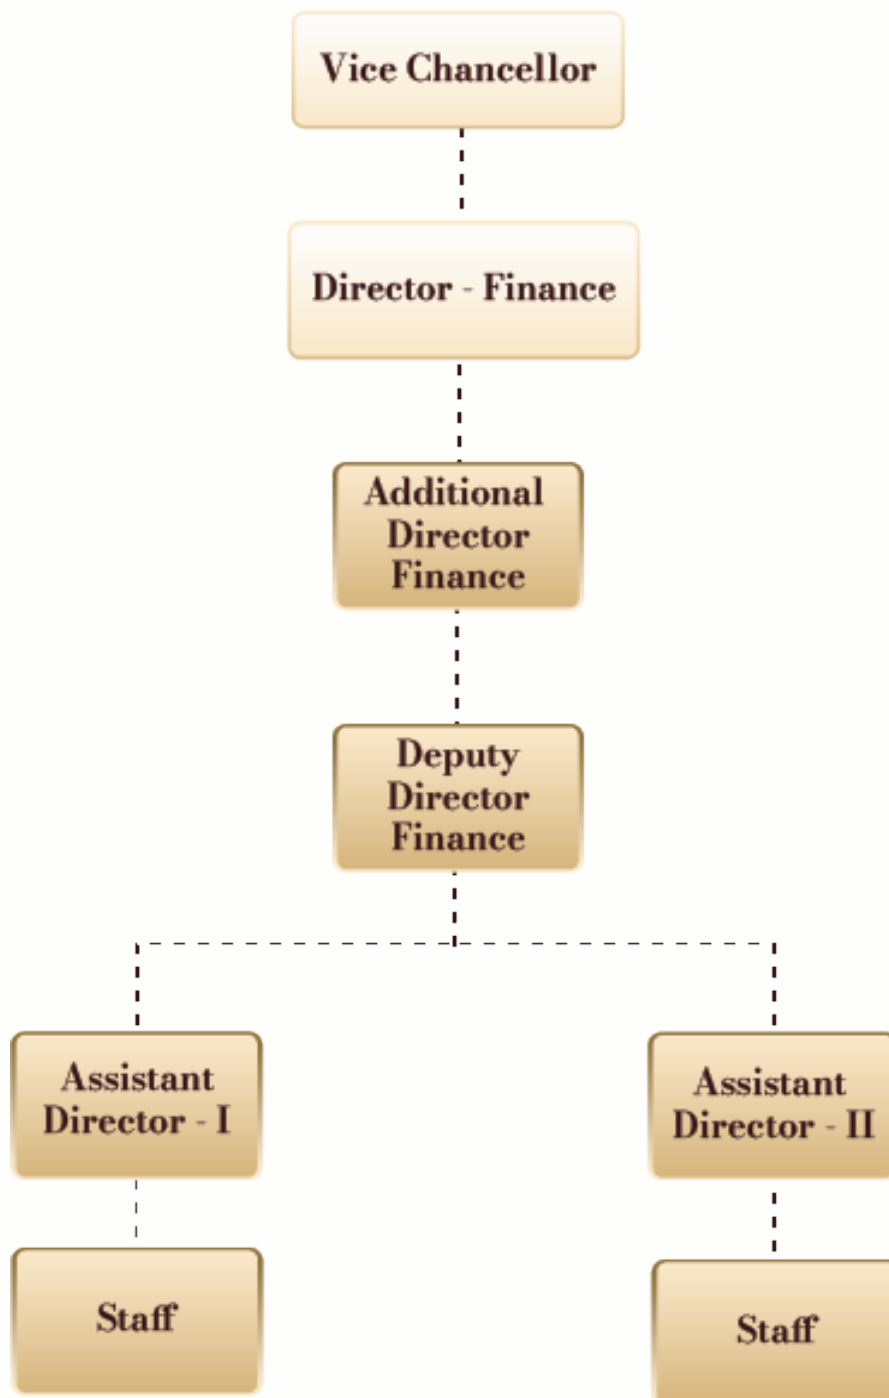 Vice Chancellor
Director - Finance
Additional
Director
Finance
Deputy
Director
Finance
Assistant
Director - I
Assistant
Director - II
Staff
Staff